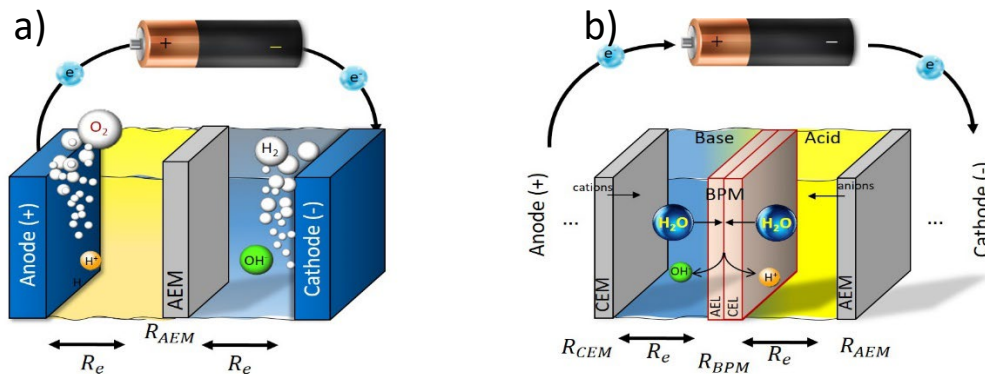 a)
+
−
e⁻
e⁻
O₂
H₂
Anode (+)
H⁺
H
AEM
OH⁻
Cathode (-)
R_AEM
R_e
R_e
b)
+
−
e⁻
e⁻
Base
Acid
cations
BPM
anions
Anode (+)
...
H₂O
H₂O
...
Cathode (-)
OH⁻
H⁺
CEM
AEL
CEL
AEM
R_CEM
R_e
R_BPM
R_e
R_AEM